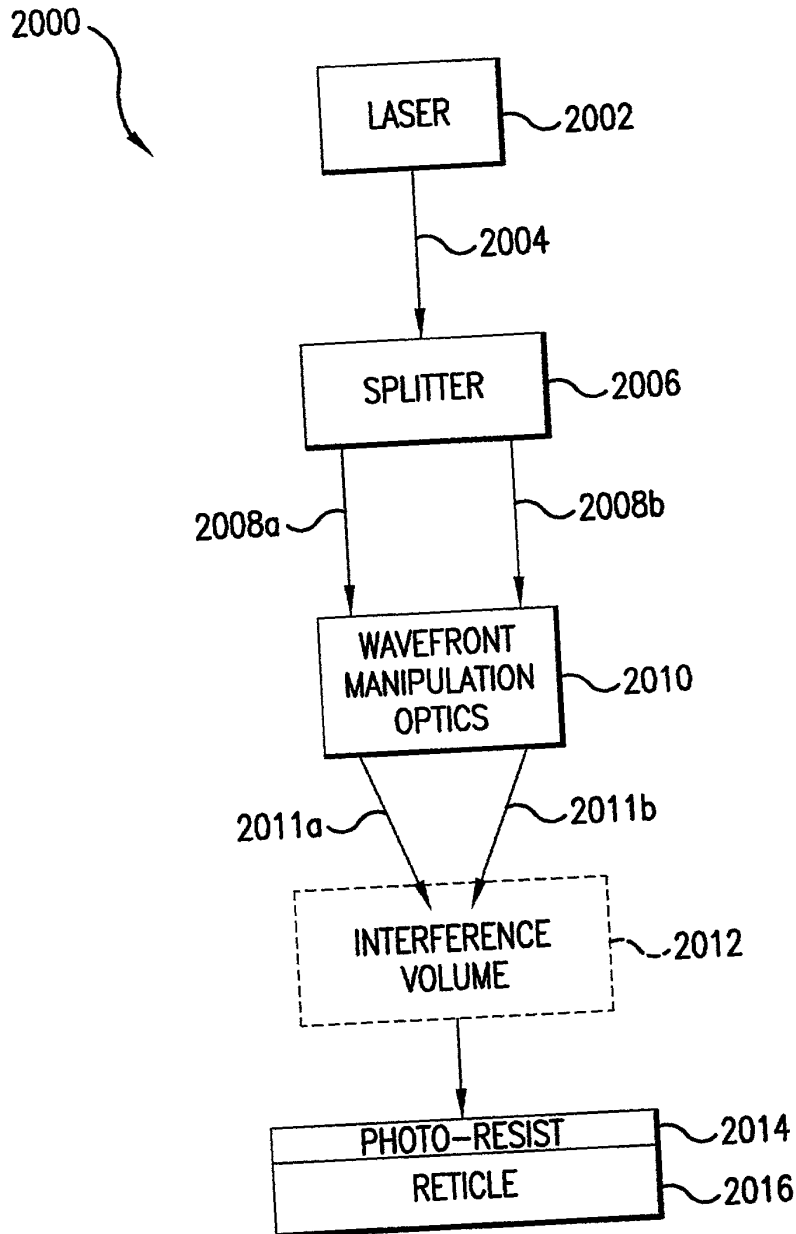 2000
LASER
2002
2004
SPLITTER
2006
2008a
2008b
WAVEFRONT
MANIPULATION
OPTICS
2010
2011a
2011b
INTERFERENCE
VOLUME
2012
PHOTO-RESIST
2014
RETICLE
2016